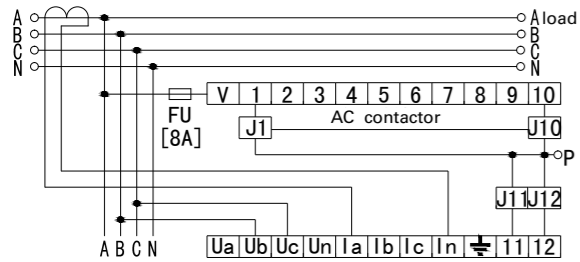 A A load
B B
C C
N N
V 1 2 3 4 5 6 7 8 9 10
FU
[8A]
AC contactor
J1 J10
P
J11 J12
A B C N
Ua Ub Uc Un Ia Ib Ic In 11 12